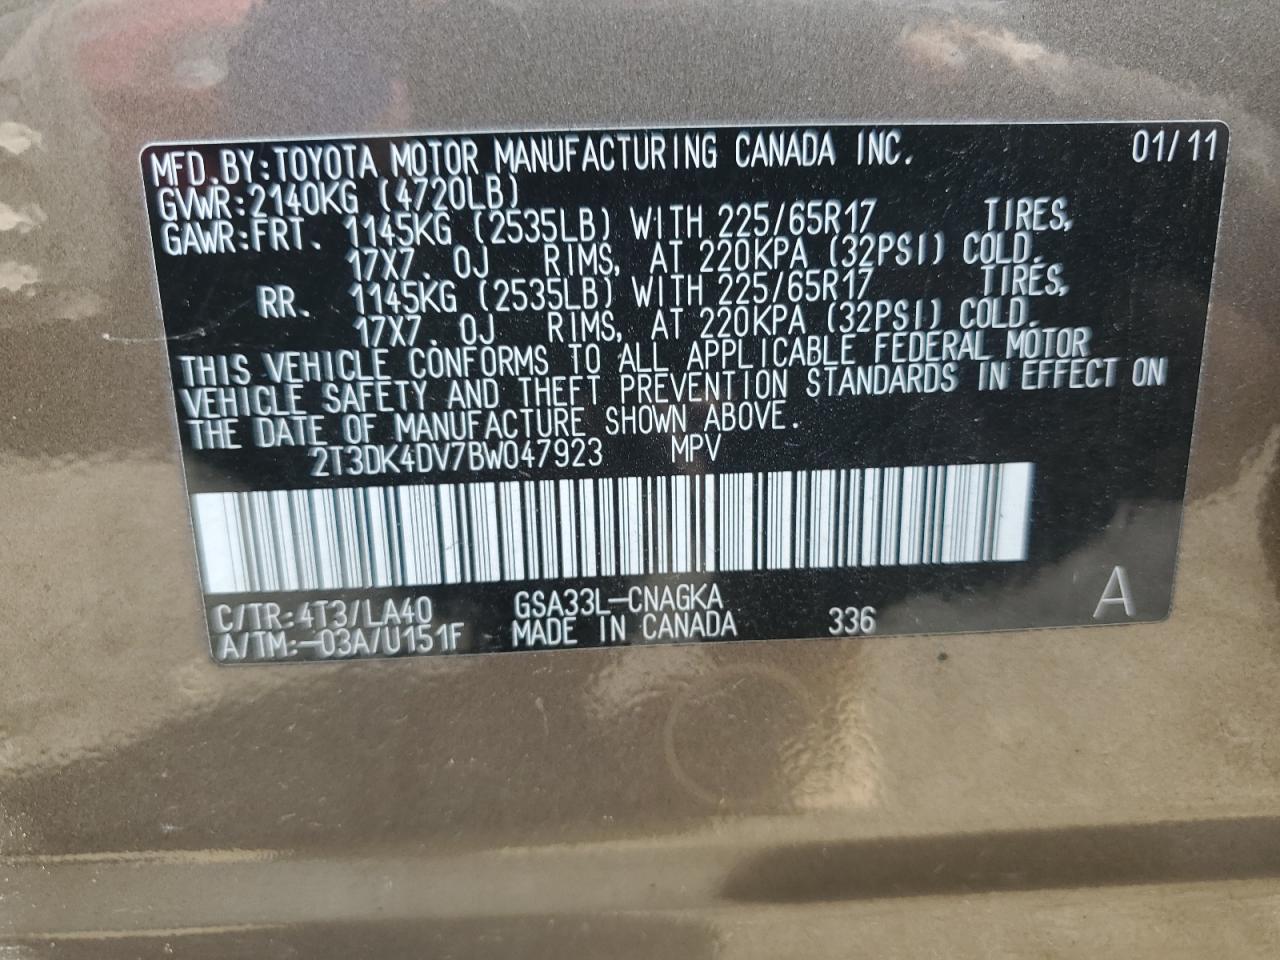 MFD.BY:TOYOTA MOTOR MANUFACTURING CANADA INC. 01/11
GVWR:2140KG (4720LB)
GAWR:FRT. 1145KG (2535LB) WITH 225/65R17 TIRES,
17X7.0J RIMS, AT 220KPA (32PSI) COLD.
RR. 1145KG (2535LB) WITH 225/65R17 TIRES,
17X7.0J RIMS, AT 220KPA (32PSI) COLD.
THIS VEHICLE CONFORMS TO ALL APPLICABLE FEDERAL MOTOR
VEHICLE SAFETY AND THEFT PREVENTION STANDARDS IN EFFECT ON
THE DATE OF MANUFACTURE SHOWN ABOVE.
2T3DK4DV7BW047923 MPV
C/TR:4T3/LA40 GSA33L-CNAGKA
A/TM:-03A/U151F MADE IN CANADA 336 A